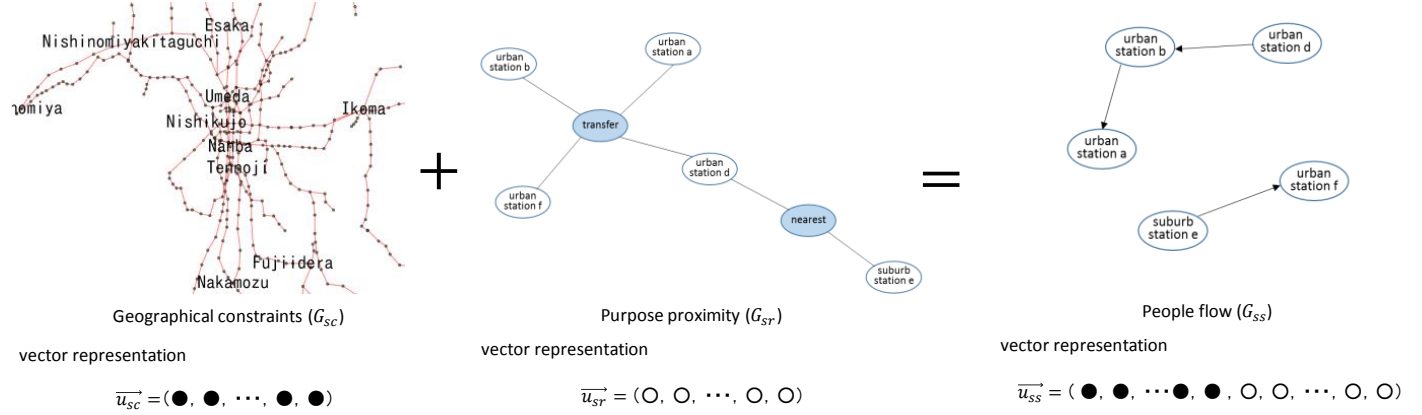 Esaka
Nishinomiyakitaguchi
nomiya
Umeda
Ikoma
Nishikujo
Namba
Tennoji
Fujiidera
Nakamozu
+
urban
station a
urban
station b
transfer
urban
station d
urban
station f
nearest
suburb
station e
=
urban
station b
urban
station d
urban
station a
urban
station f
suburb
station e
Geographical constraints (G_sc)
Purpose proximity (G_sr)
People flow (G_ss)
vector representation
vector representation
vector representation
u_sc =(●, ●, ⋯, ●, ●)
u_sr = (○, ○, ⋯, ○, ○)
u_ss = ( ●, ●, ⋯●, ●, ○, ○, ⋯, ○, ○)